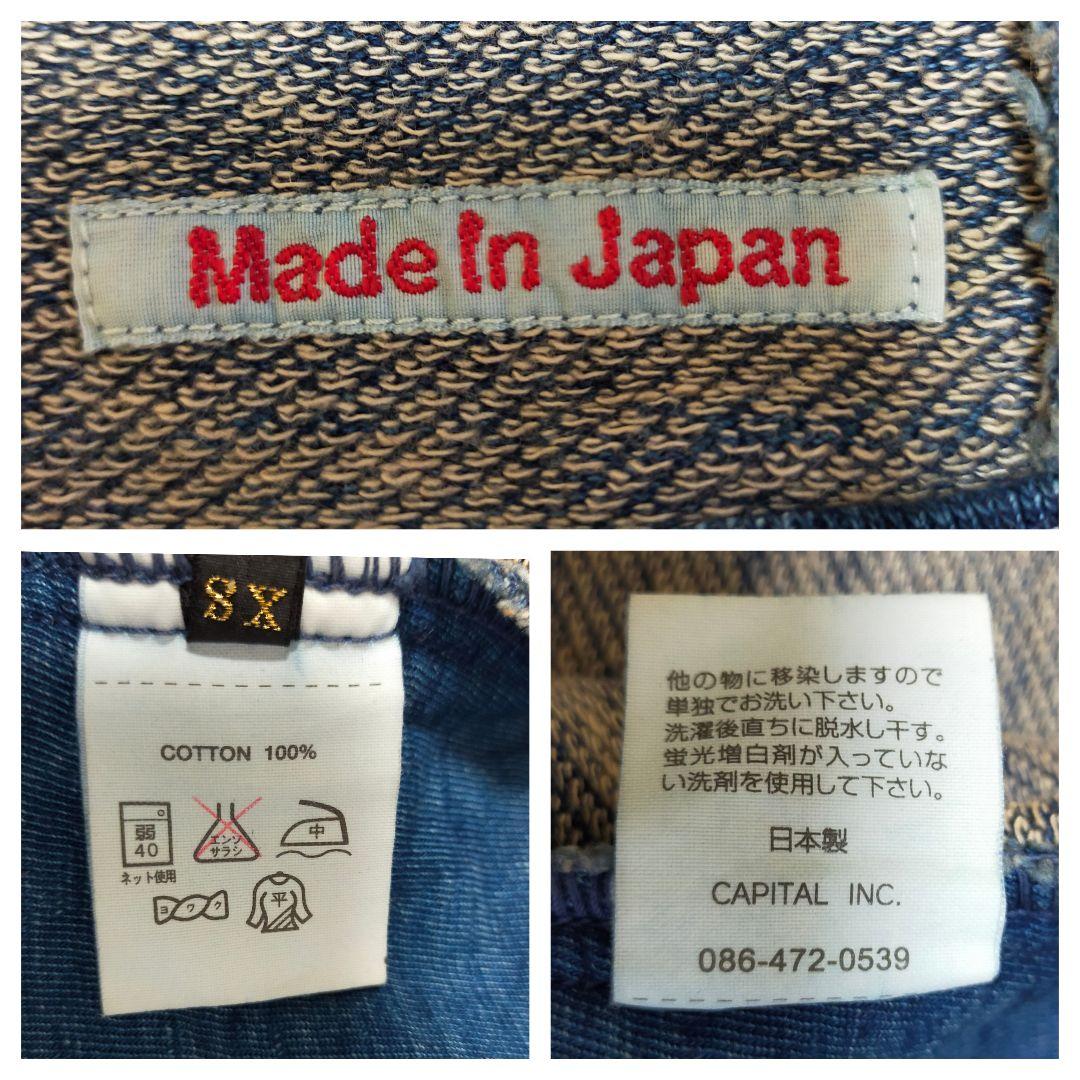 Made In Japan
XS
COTTON 100%
弱
40
エンソ
サラシ
中
ネット使用
ヨワク
平
他の物に移染しますので
単独でお洗い下さい。
洗濯後直ちに脱水し干す。
蛍光増白剤が入っていな
い洗剤を使用して下さい。
日本製
CAPITAL INC.
086-472-0539